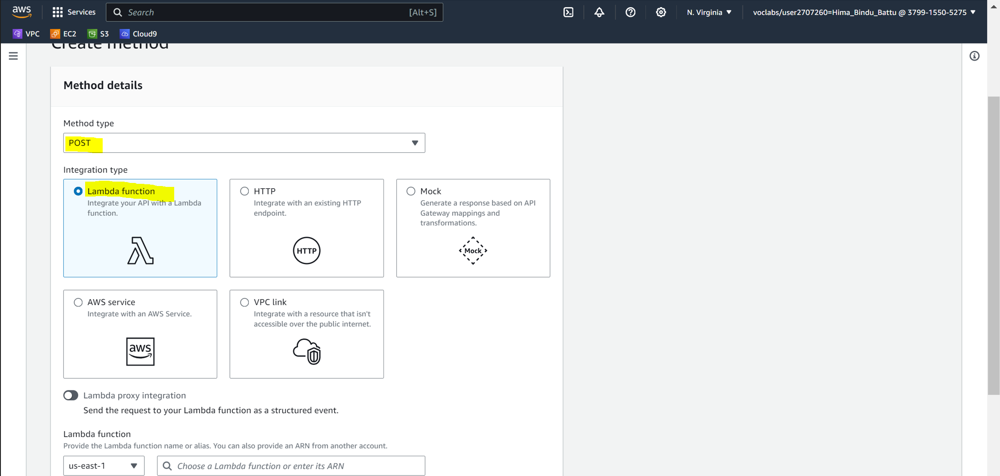 aws
Services
Search
[Alt+S]
N. Virginia
voclabs/user2707260=Hima_Bindu_Battu @ 3799-1550-5275
VPC
EC2
S3
Cloud9
Create method
Method details
Method type
POST
Integration type
Lambda function
Integrate your API with a Lambda
function.
HTTP
Integrate with an existing HTTP
endpoint.
HTTP
Mock
Generate a response based on API
Gateway mappings and
transformations.
Mock
AWS service
Integrate with an AWS Service.
aws
VPC link
Integrate with a resource that isn't
accessible over the public internet.
Lambda proxy integration
Send the request to your Lambda function as a structured event.
Lambda function
Provide the Lambda function name or alias. You can also provide an ARN from another account.
us-east-1
Choose a Lambda function or enter its ARN